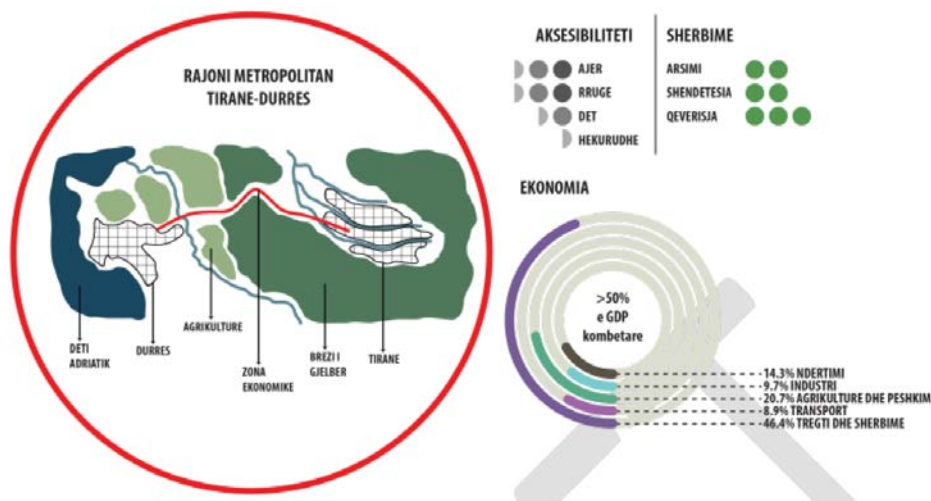 RAJONI METROPOLITAN
TIRANE-DURRES
DETI
ADRIATIK
DURRES
AGRIKULTURE
ZONA
EKONOMIKE
BREZI I
GJELBER
TIRANE
AKSESIBILITETI
AJER
RRUGE
DET
HEKURUDHE
SHERBIME
ARSIMI
SHENDETESIA
QEVERISJA
EKONOMIA
>50%
e GDP
kombetare
14.3% NDERTIMI
9.7% INDUSTRI
20.7% AGRIKULTURE DHE PESHKIM
8.9% TRANSPORT
46.4% TREGTI DHE SHERBIME